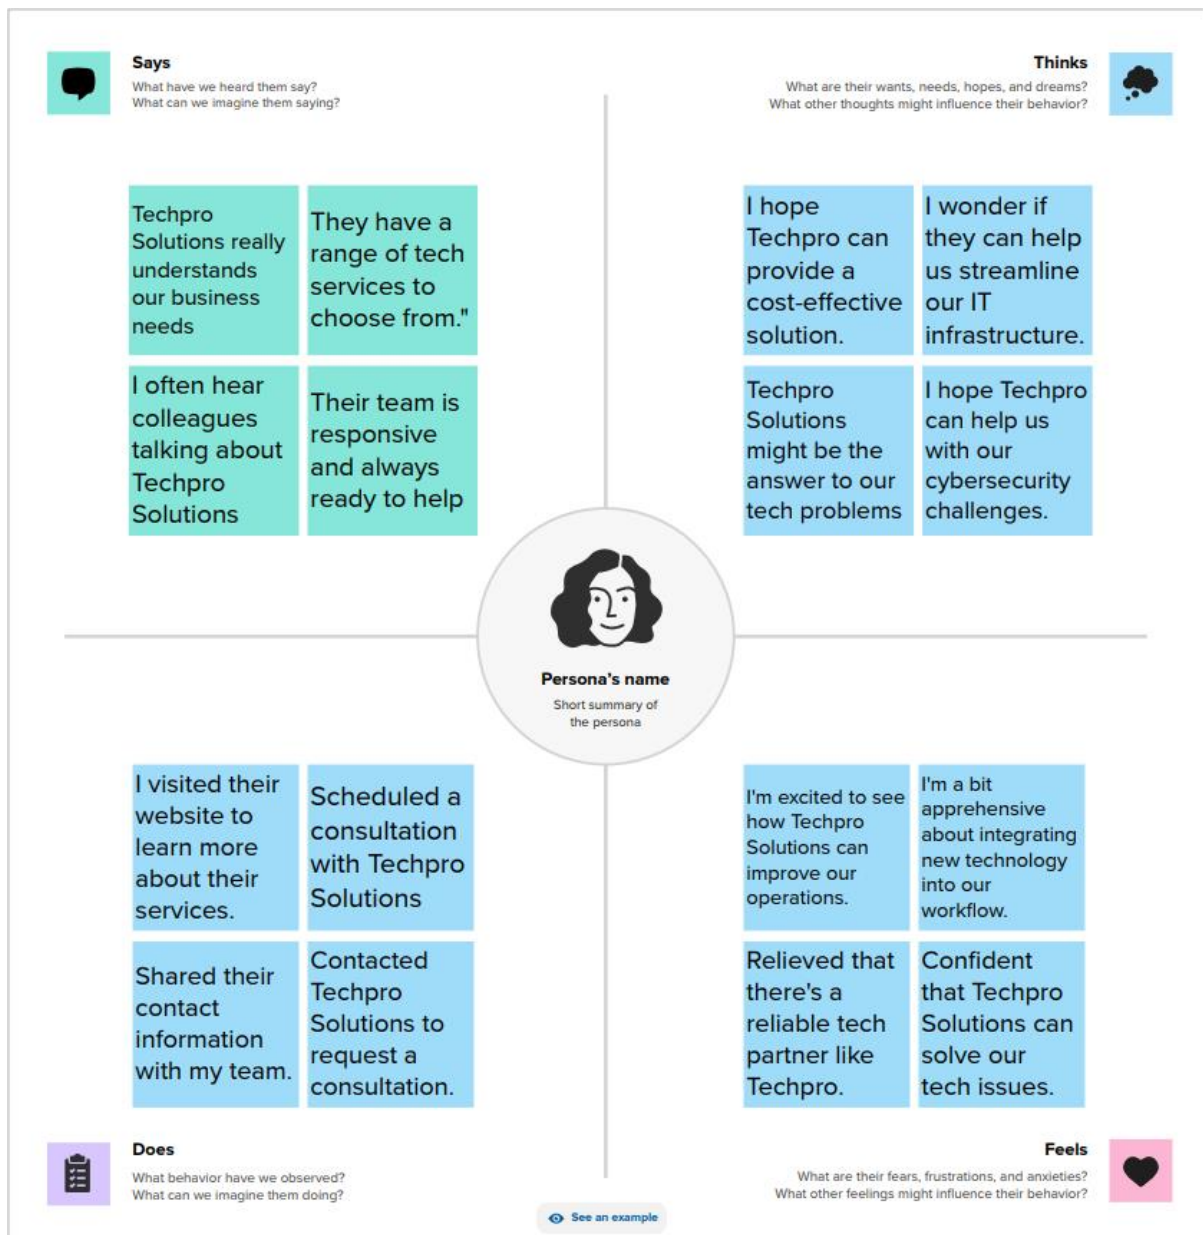 Says
What have we heard them say?
What can we imagine them saying?
Thinks
What are their wants, needs, hopes, and dreams?
What other thoughts might influence their behavior?
Techpro
Solutions really
understands
our business
needs
They have a
range of tech
services to
choose from."
I often hear
colleagues
talking about
Techpro
Solutions
Their team is
responsive
and always
ready to help
I hope
Techpro can
provide a
cost-effective
solution.
I wonder if
they can help
us streamline
our IT
infrastructure.
Techpro
Solutions
might be the
answer to our
tech problems
I hope Techpro
can help us
with our
cybersecurity
challenges.
Persona's name
Short summary of
the persona
I visited their
website to
learn more
about their
services.
Scheduled a
consultation
with Techpro
Solutions
Shared their
contact
information
with my team.
Contacted
Techpro
Solutions to
request a
consultation.
I'm excited to see
how Techpro
Solutions can
improve our
operations.
I'm a bit
apprehensive
about integrating
new technology
into our
workflow.
Relieved that
there's a
reliable tech
partner like
Techpro.
Confident
that Techpro
Solutions can
solve our
tech issues.
Does
What behavior have we observed?
What can we imagine them doing?
Feels
What are their fears, frustrations, and anxieties?
What other feelings might influence their behavior?
See an example